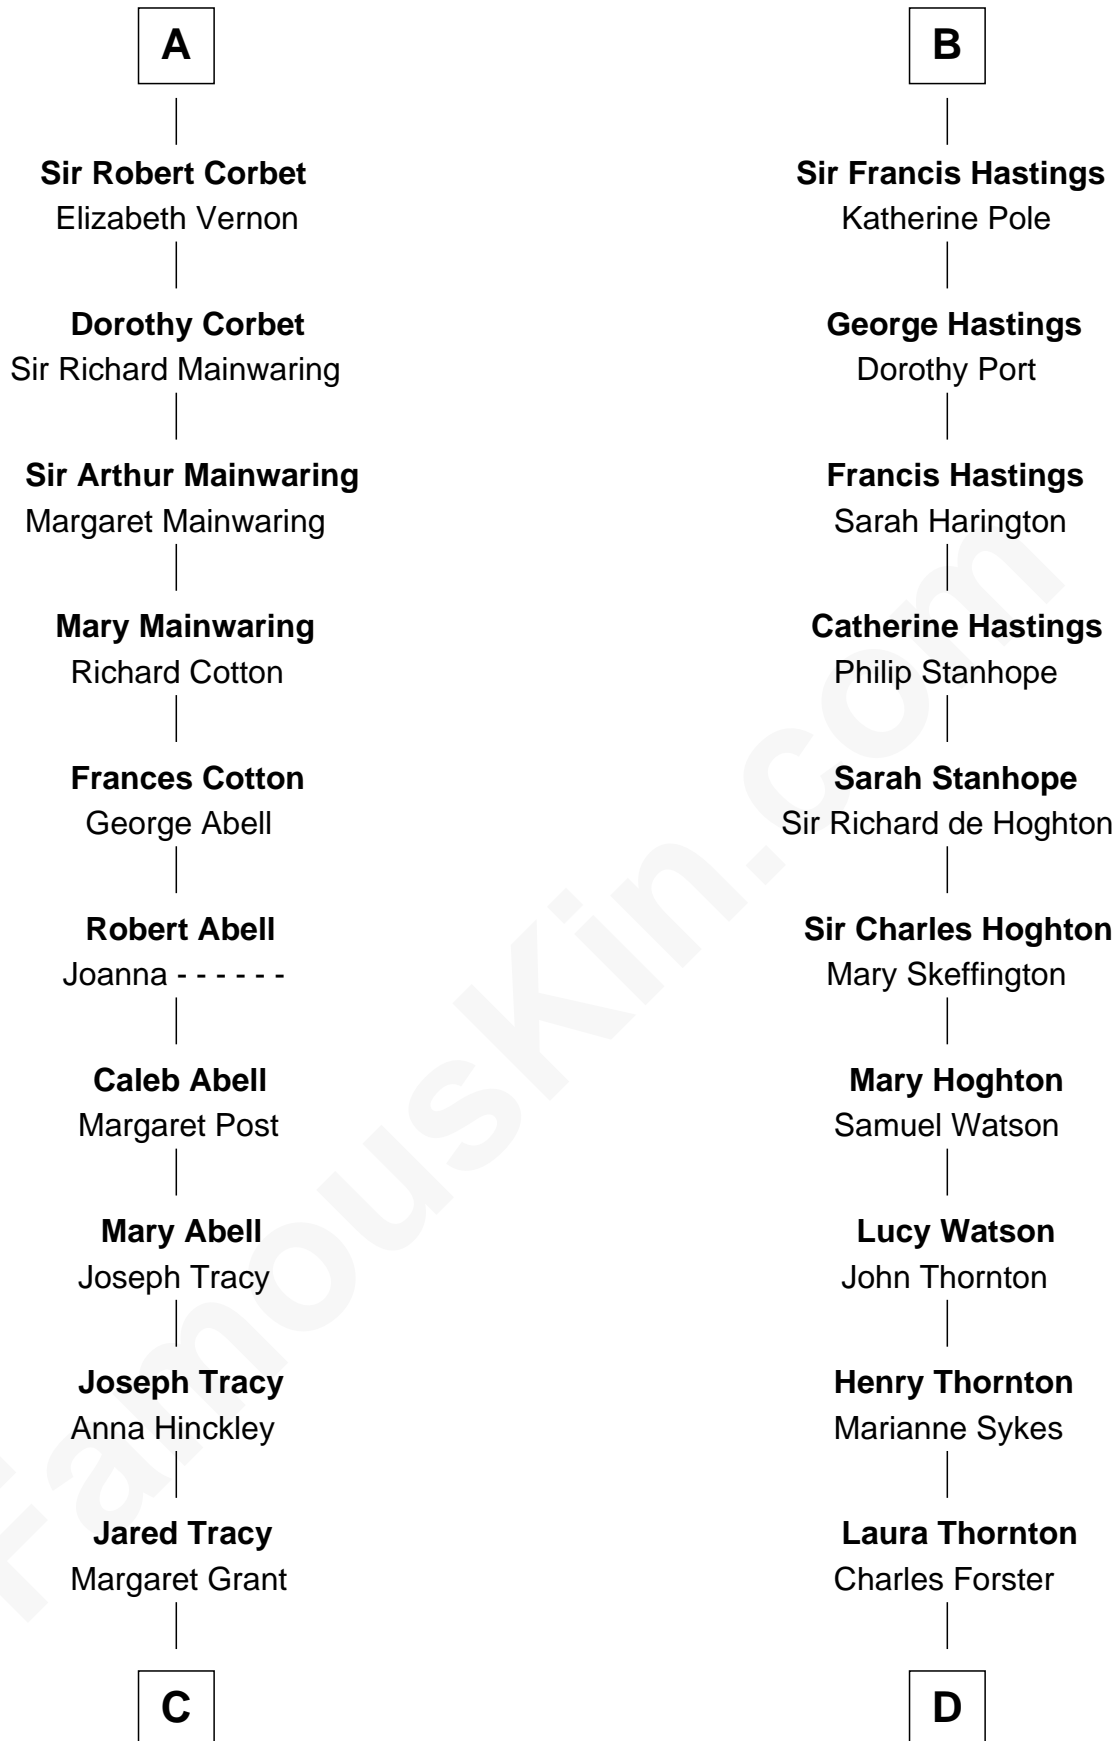 A
Sir Robert Corbet
Elizabeth Vernon
Dorothy Corbet
Sir Richard Mainwaring
Sir Arthur Mainwaring
Margaret Mainwaring
Mary Mainwaring
Richard Cotton
Frances Cotton
George Abell
Robert Abell
Joanna - - - - - -
Caleb Abell
Margaret Post
Mary Abell
Joseph Tracy
Joseph Tracy
Anna Hinckley
Jared Tracy
Margaret Grant
C
B
Sir Francis Hastings
Katherine Pole
George Hastings
Dorothy Port
Francis Hastings
Sarah Harington
Catherine Hastings
Philip Stanhope
Sarah Stanhope
Sir Richard de Hoghton
Sir Charles Hoghton
Mary Skeffington
Mary Hoghton
Samuel Watson
Lucy Watson
John Thornton
Henry Thornton
Marianne Sykes
Laura Thornton
Charles Forster
D
FamousKin.com